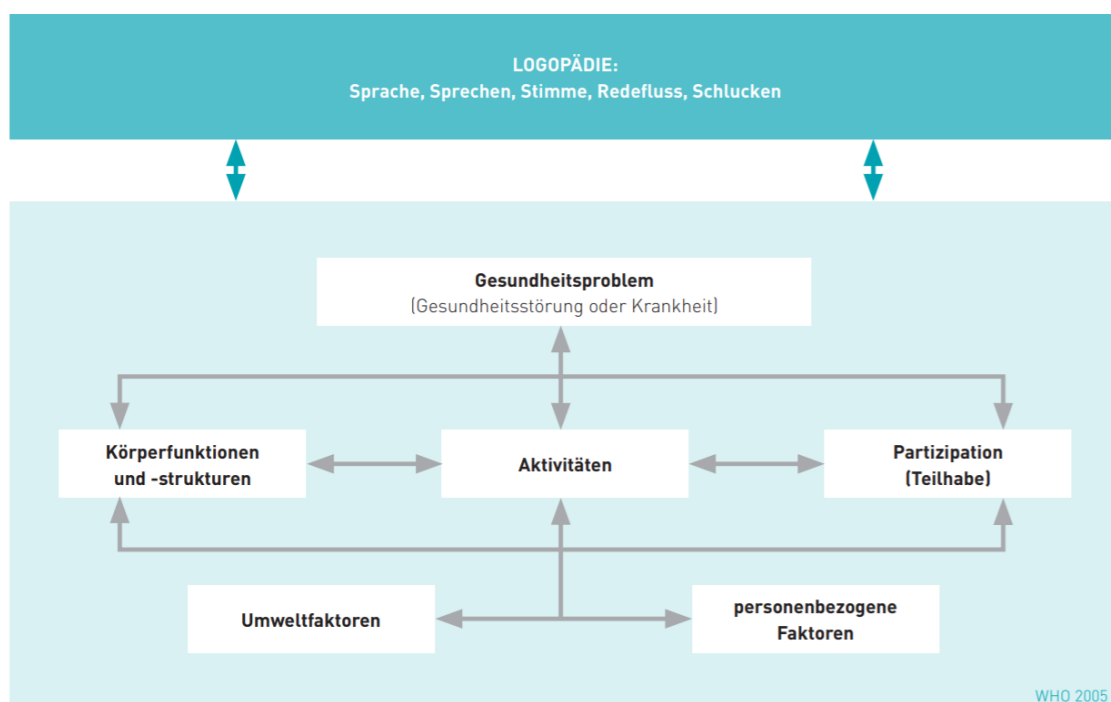 LOGOPÄDIE:
Sprache, Sprechen, Stimme, Redefluss, Schlucken
Gesundheitsproblem
(Gesundheitsstörung oder Krankheit)
Körperfunktionen
und -strukturen
Aktivitäten
Partizipation
(Teilhabe)
Umweltfaktoren
personenbezogene
Faktoren
WHO 2005